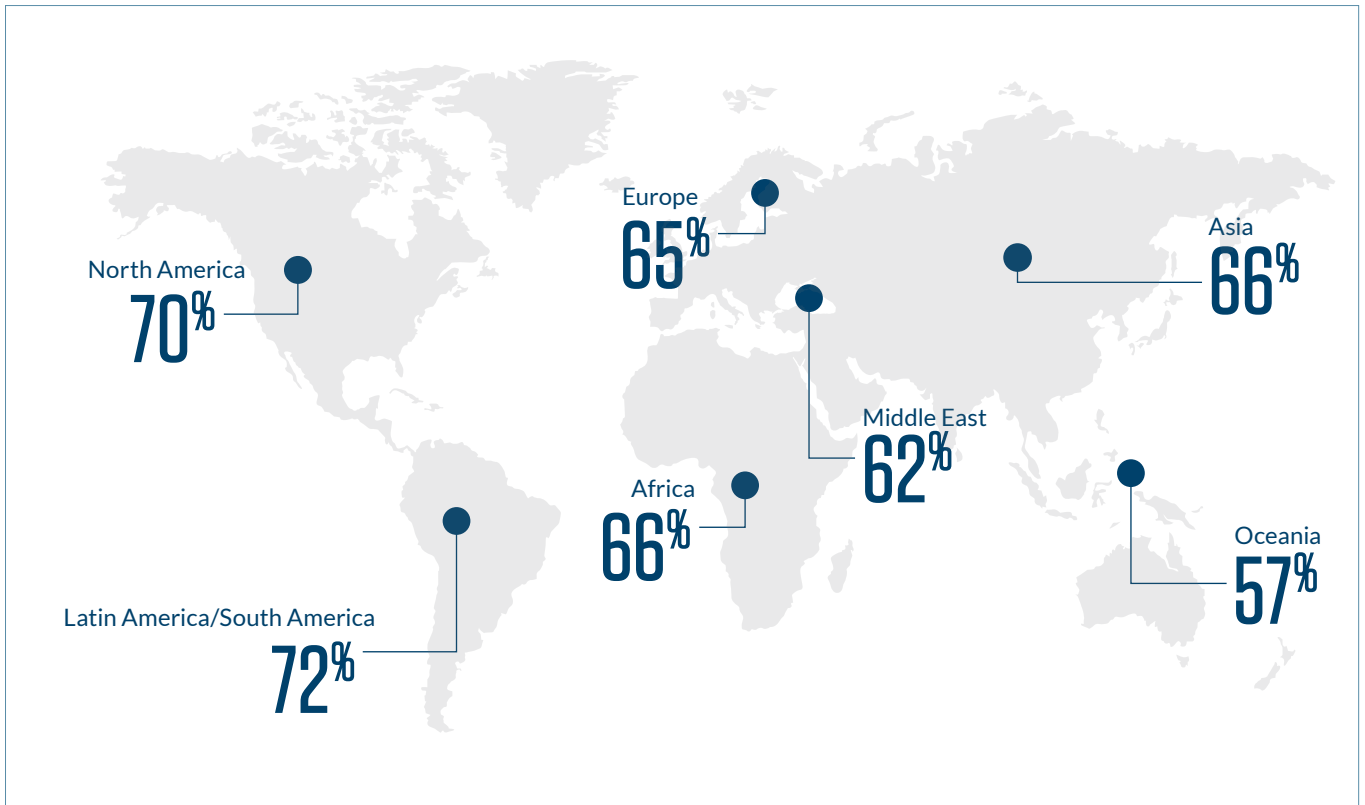 Europe
65%
Asia
66%
North America
70%
Middle East
62%
Africa
66%
Oceania
57%
Latin America/South America
72%